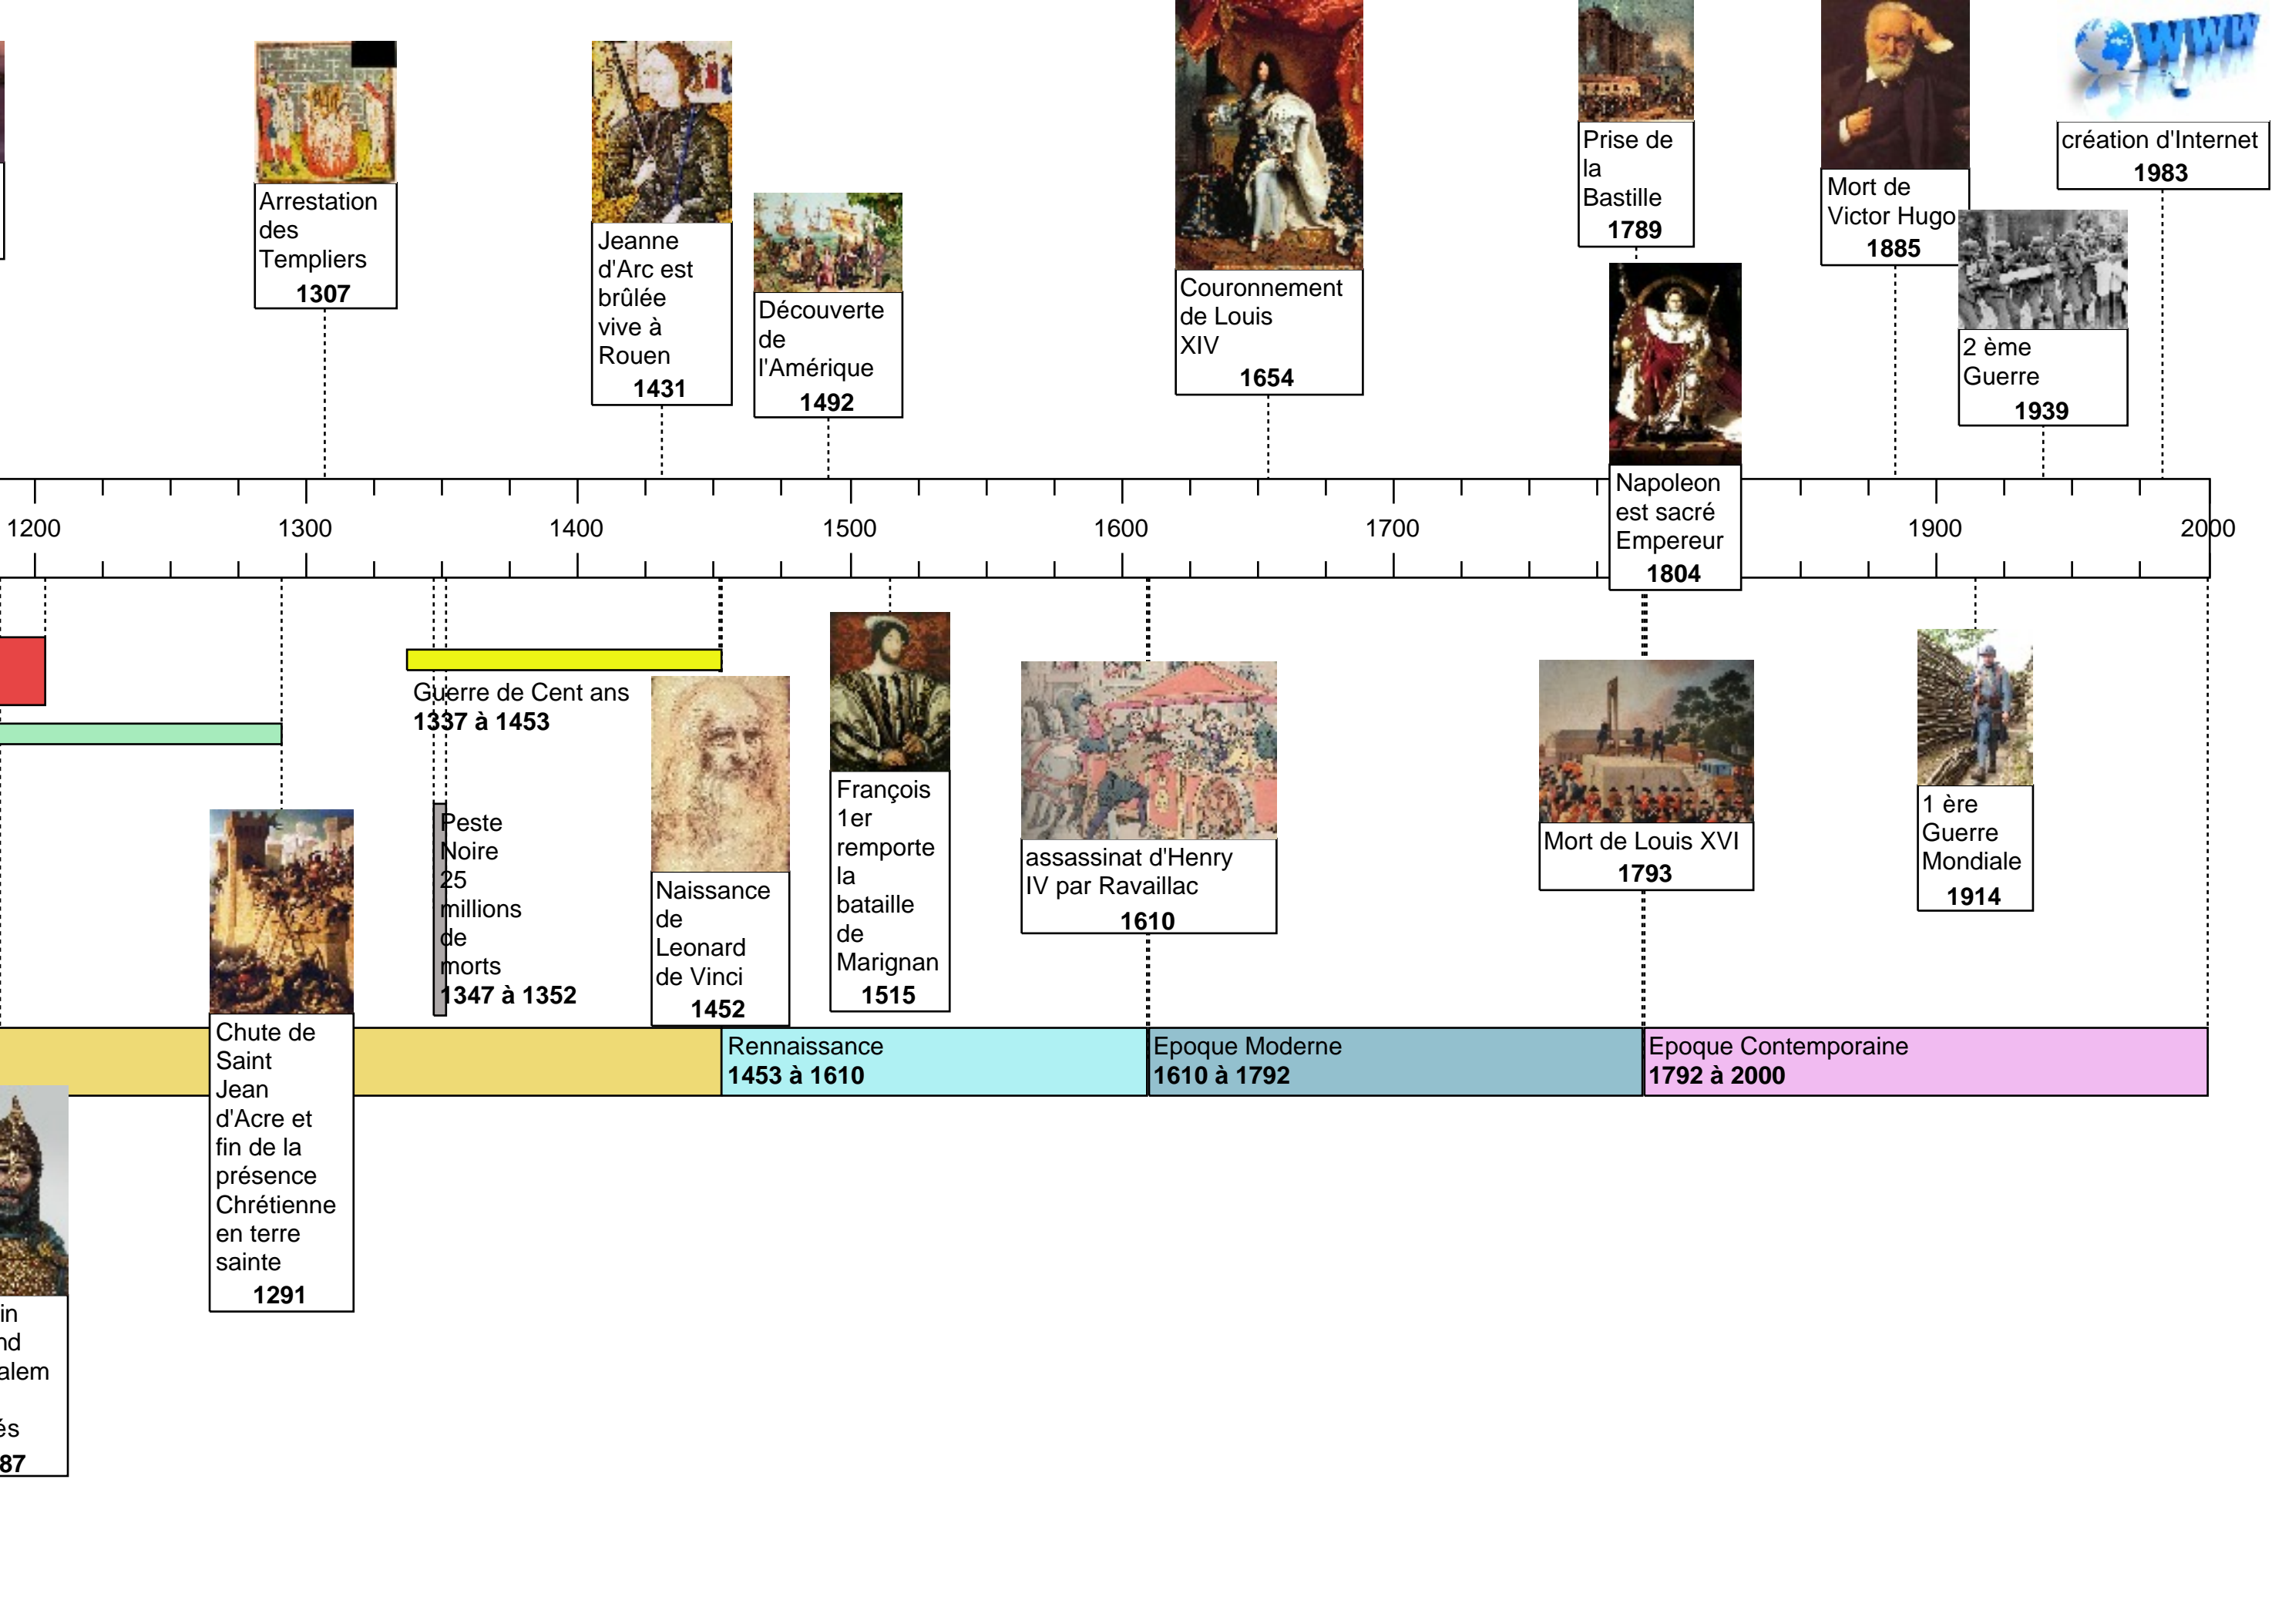 Arrestation
des
Templiers
1307
Jeanne
d'Arc est
brûlée
vive à
Rouen
1431
Découverte
de
l'Amérique
1492
Couronnement
de Louis
XIV
1654
Prise de
la
Bastille
1789
Napoleon
est sacré
Empereur
1804
Mort de
Victor Hugo
1885
2 ème
Guerre
1939
WWW
création d'Internet
1983
1200
1300
1400
1500
1600
1700
1900
2000
Guerre de Cent ans
1337 à 1453
Peste
Noire
25
millions
de
morts
1347 à 1352
Naissance
de
Leonard
de Vinci
1452
François
1er
remporte
la
bataille
de
Marignan
1515
assassinat d'Henry
IV par Ravaillac
1610
Mort de Louis XVI
1793
1 ère
Guerre
Mondiale
1914
Chute de
Saint
Jean
d'Acre et
fin de la
présence
Chrétienne
en terre
sainte
1291
Rennaissance
1453 à 1610
Epoque Moderne
1610 à 1792
Epoque Contemporaine
1792 à 2000
in
nd
alem
és
87